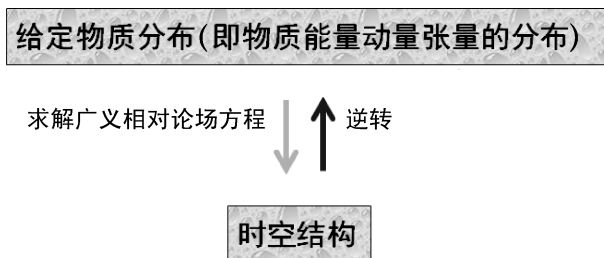 给定物质分布(即物质能量动量张量的分布)
求解广义相对论场方程
逆转
时空结构